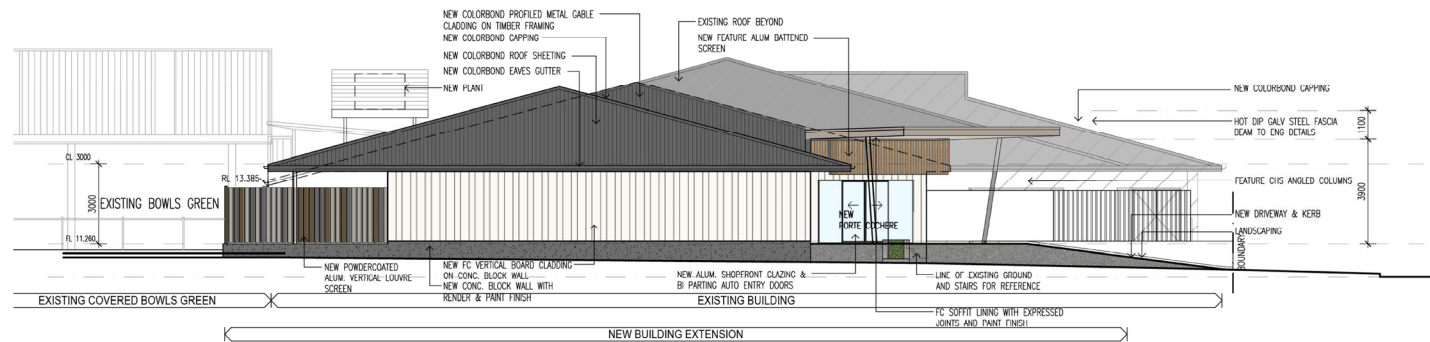 NEW COLORBOND PROFILED METAL GABLE
CLADDING ON TIMBER FRAMING
NEW COLORBOND CAPPING
NEW COLORBOND ROOF SHEETING
NEW COLORBOND EAVES GUTTER
NEW PLANT
EXISTING ROOF BEYOND
NEW FEATURE ALUM BATTENED
SCREEN
NEW COLORBOND CAPPING
HOT DIP GALV STEEL FASCIA
BEAM TO ENG DETAILS
1100
3900
CL 3000
RL 13.385
3000
EXISTING BOWLS GREEN
FL 11.260
FEATURE CHS ANGLED COLUMNS
NEW DRIVEWAY & KERB
LANDSCAPING
BOUNDARY
NEW
PORTE COCHERE
NEW POWDERCOATED
ALUM. VERTICAL LOUVRE
SCREEN
NEW FC VERTICAL BOARD CLADDING
ON CONC. BLOCK WALL
NEW CONC. BLOCK WALL WITH
RENDER & PAINT FINISH
NEW ALUM. SHOPFRONT GLAZING &
BI PARTING AUTO ENTRY DOORS
LINE OF EXISTING GROUND
AND STAIRS FOR REFERENCE
FC SOFFIT LINING WITH EXPRESSED
JOINTS AND PAINT FINISH
EXISTING COVERED BOWLS GREEN
EXISTING BUILDING
NEW BUILDING EXTENSION